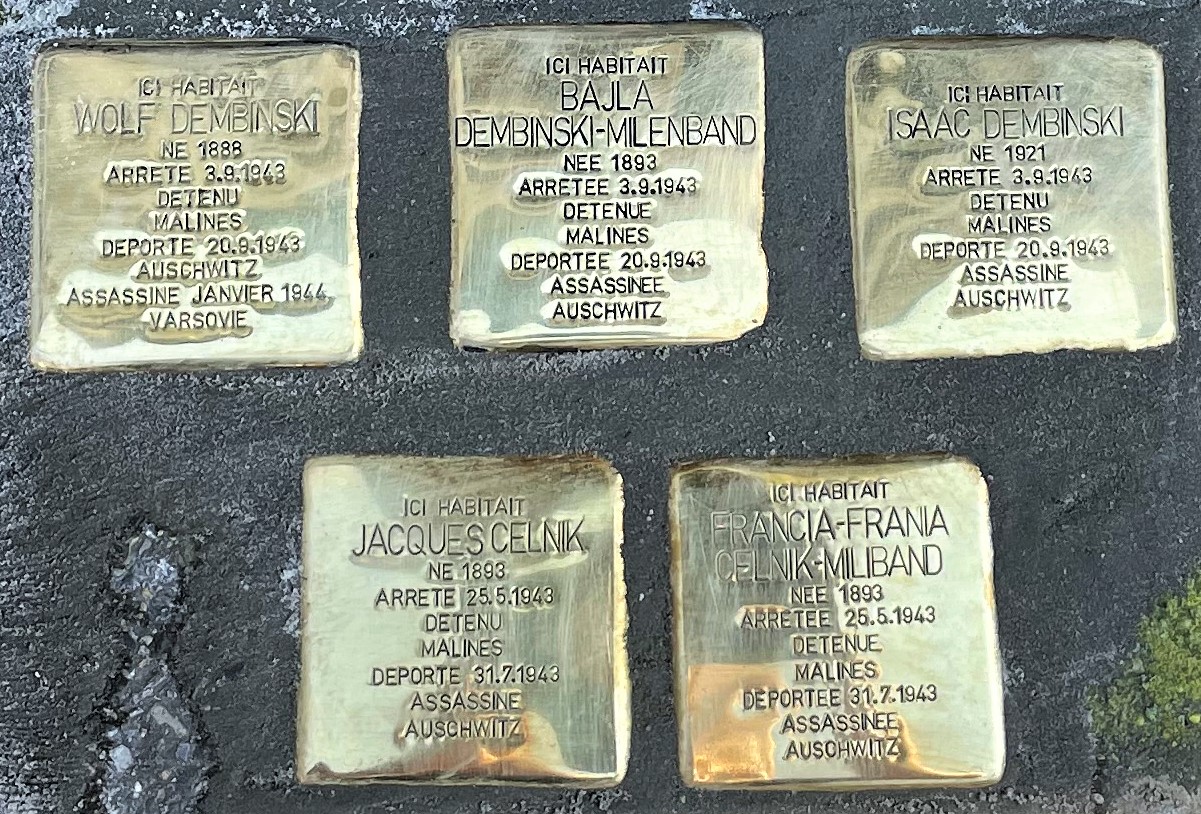 ICI HABITAIT
WOLF DEMBINSKI
NE 1888
ARRETE 3.9.1943
DETENU
MALINES
DEPORTE 20.9.1943
AUSCHWITZ
ASSASSINE JANVIER 1944
VARSOVIE
ICI HABITAIT
BAJLA
DEMBINSKI-MILENBAND
NEE 1893
ARRETEE 3.9.1943
DETENUE
MALINES
DEPORTEE 20.9.1943
ASSASSINEE
AUSCHWITZ
ICI HABITAIT
ISAAC DEMBINSKI
NE 1921
ARRETE 3.9.1943
DETENU
MALINES
DEPORTE 20.9.1943
ASSASSINE
AUSCHWITZ
ICI HABITAIT
JACQUES CELNIK
NE 1893
ARRETE 25.5.1943
DETENU
MALINES
DEPORTE 31.7.1943
ASSASSINE
AUSCHWITZ
ICI HABITAIT
FRANCIA-FRANIA
CELNIK-MILIBAND
NEE 1893
ARRETEE 25.5.1943
DETENUE
MALINES
DEPORTEE 31.7.1943
ASSASSINEE
AUSCHWITZ